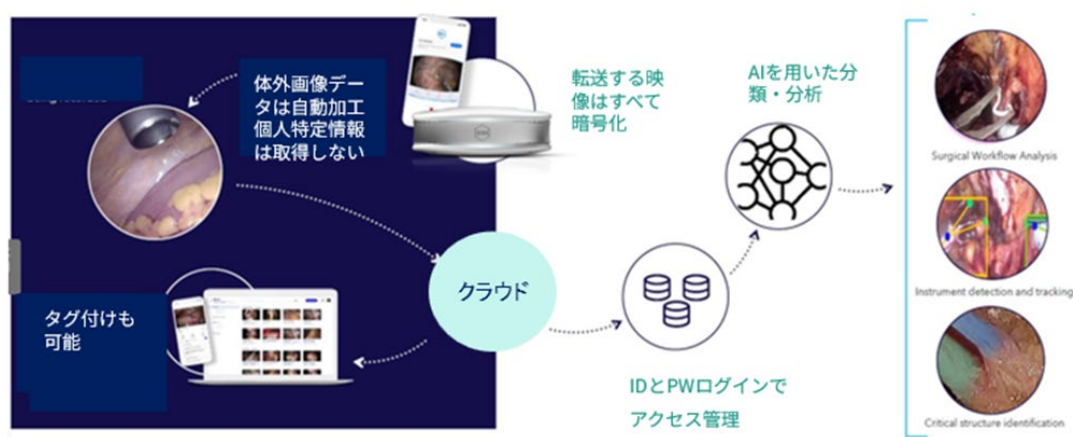 体外画像デー
タは自動加工
個人特定情報
は取得しない
転送する映
像はすべて
暗号化
AIを用いた分
類・分析
Surgical Workflow Analysis
Instrument detection and tracking
Critical structure identification
クラウド
タグ付けも
可能
IDとPWログインで
アクセス管理